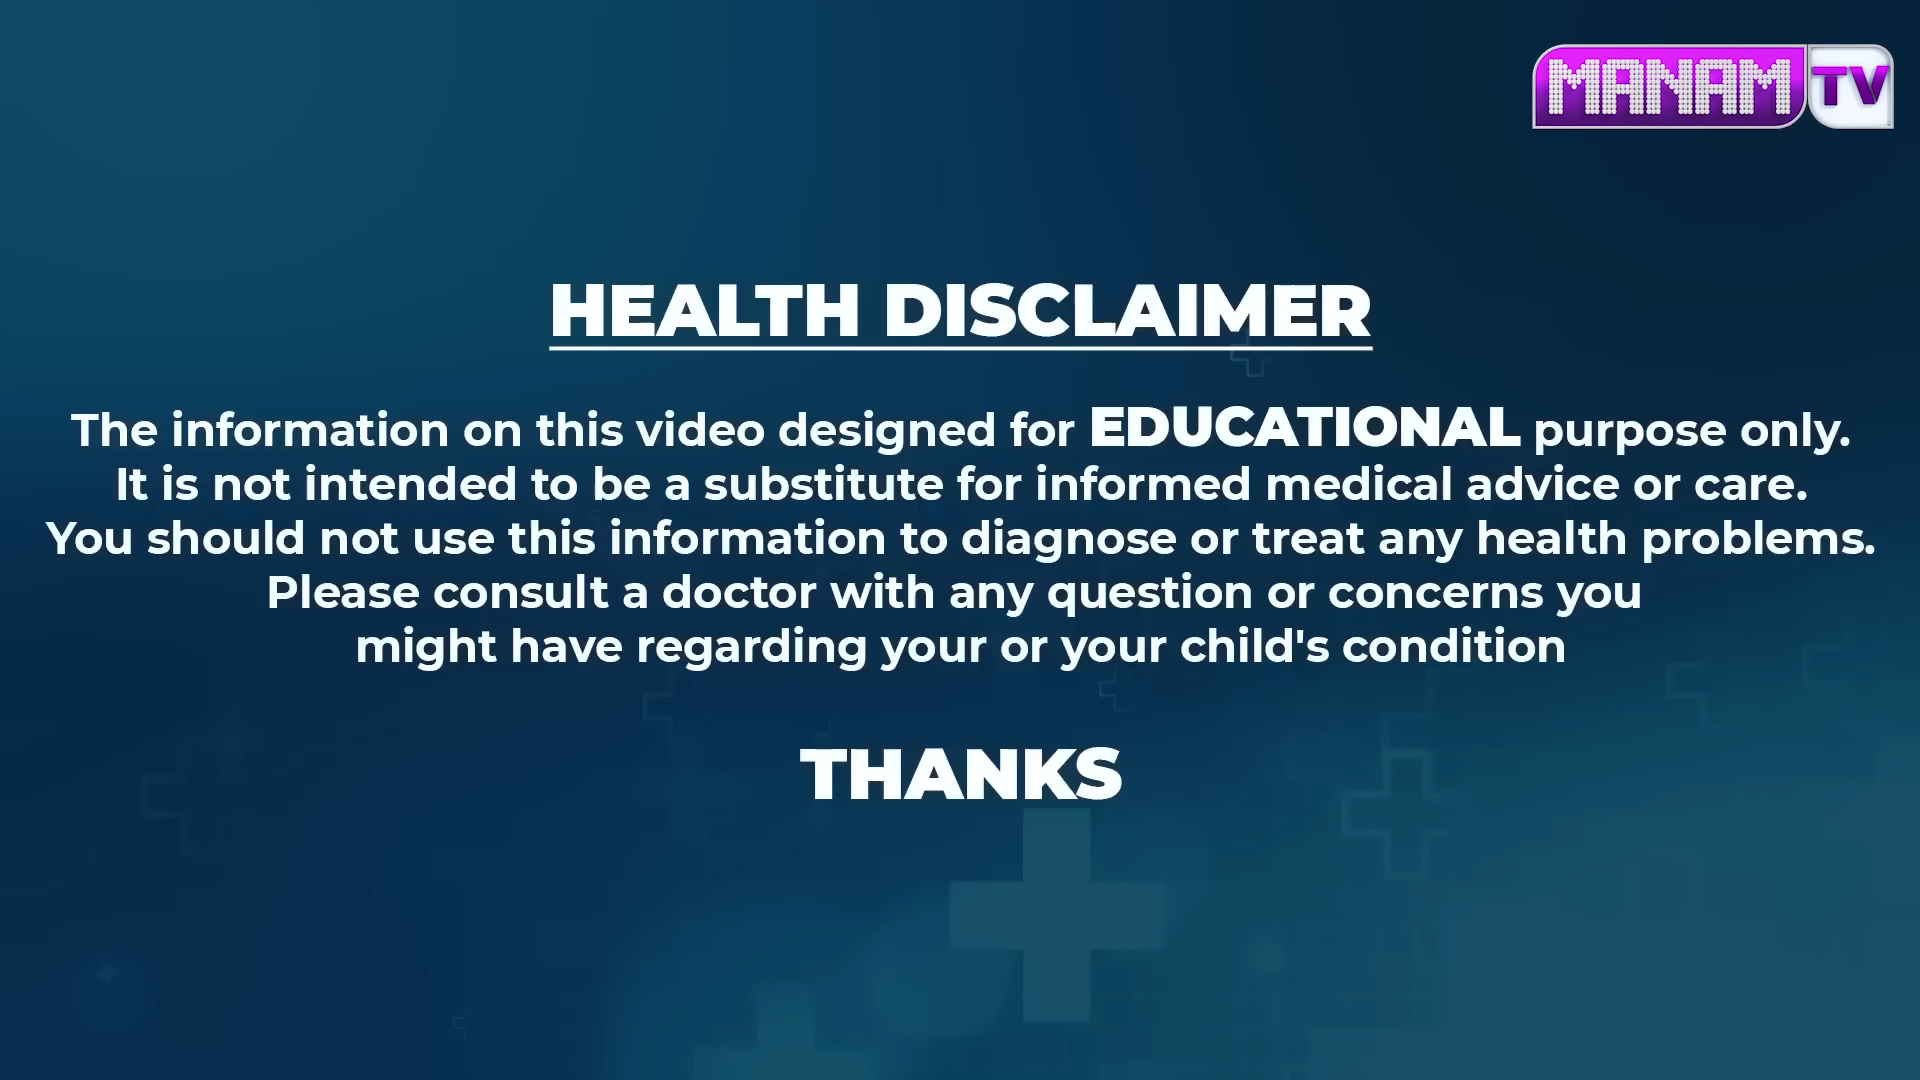 MANAM TV
HEALTH DISCLAIMER
The information on this video designed for EDUCATIONAL purpose only.
It is not intended to be a substitute for informed medical advice or care.
You should not use this information to diagnose or treat any health problems.
Please consult a doctor with any question or concerns you
might have regarding your or your child's condition
THANKS